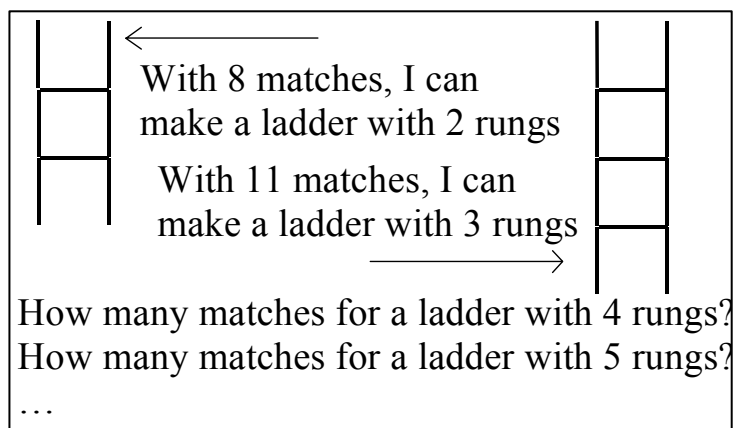 With 8 matches, I can
make a ladder with 2 rungs
With 11 matches, I can
make a ladder with 3 rungs
How many matches for a ladder with 4 rungs?
How many matches for a ladder with 5 rungs?
…